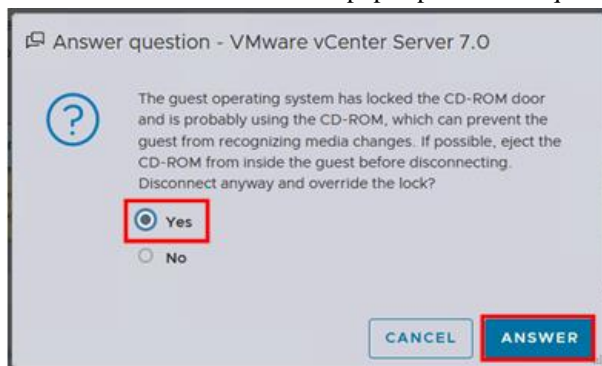 Answer question - VMware vCenter Server 7.0
The guest operating system has locked the CD-ROM door
and is probably using the CD-ROM, which can prevent the
guest from recognizing media changes. If possible, eject the
CD-ROM from inside the guest before disconnecting.
Disconnect anyway and override the lock?
Yes
No
CANCEL ANSWER